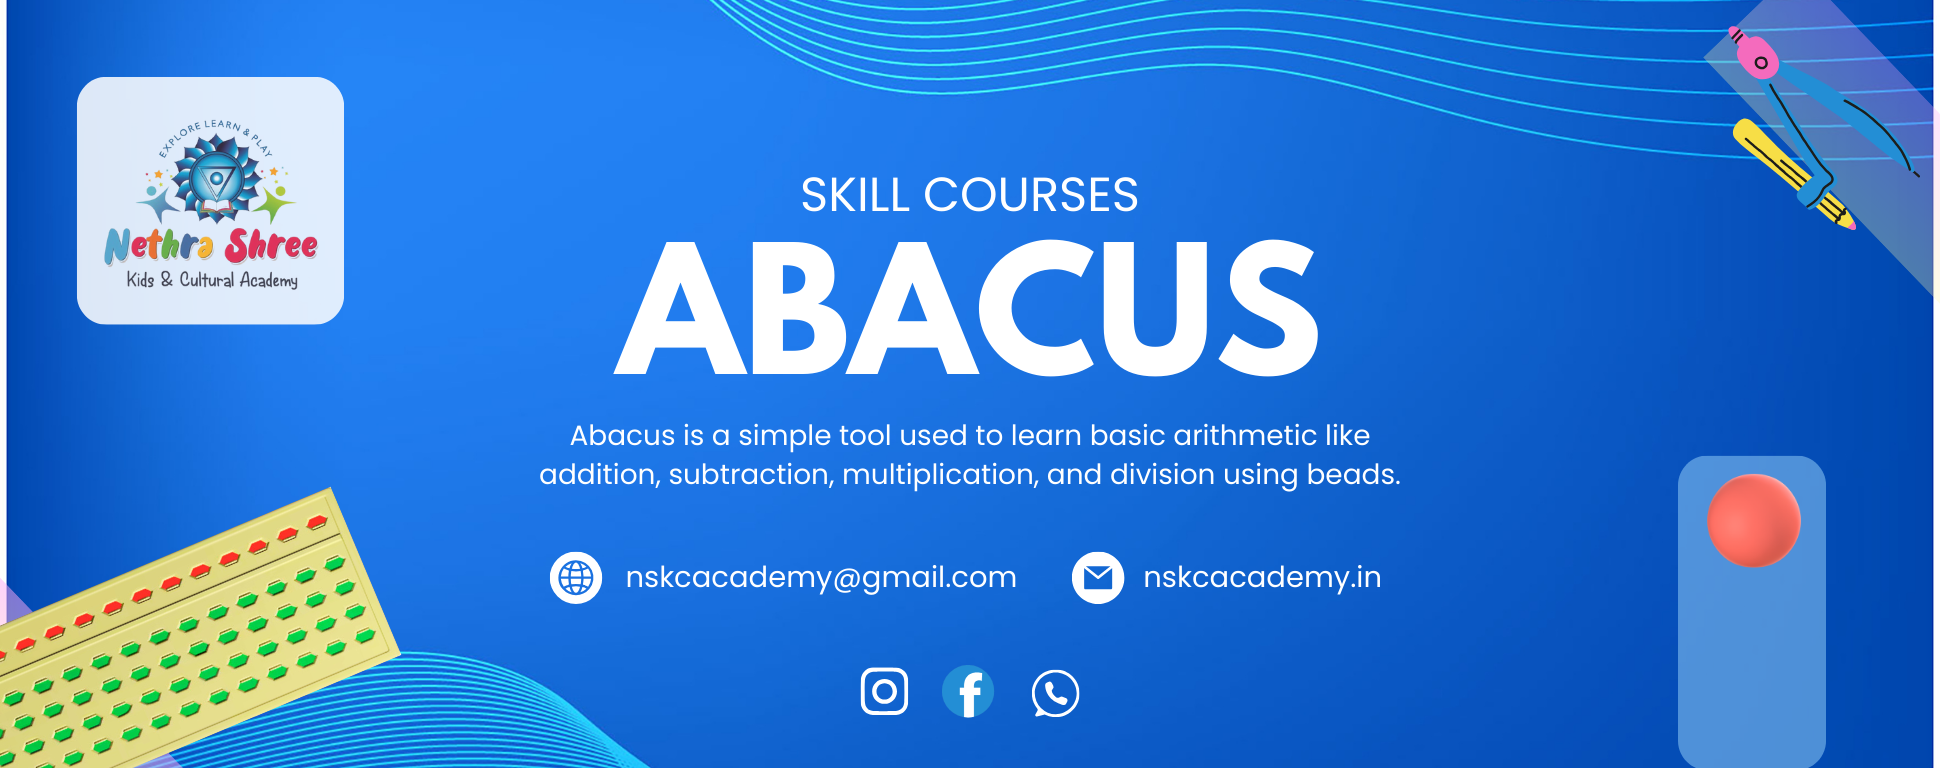 EXPLORE LEARN & PLAY
Nethra Shree
Kids & Cultural Academy
SKILL COURSES
ABACUS
Abacus is a simple tool used to learn basic arithmetic like
addition, subtraction, multiplication, and division using beads.
nskcacademy@gmail.com
nskcacademy.in